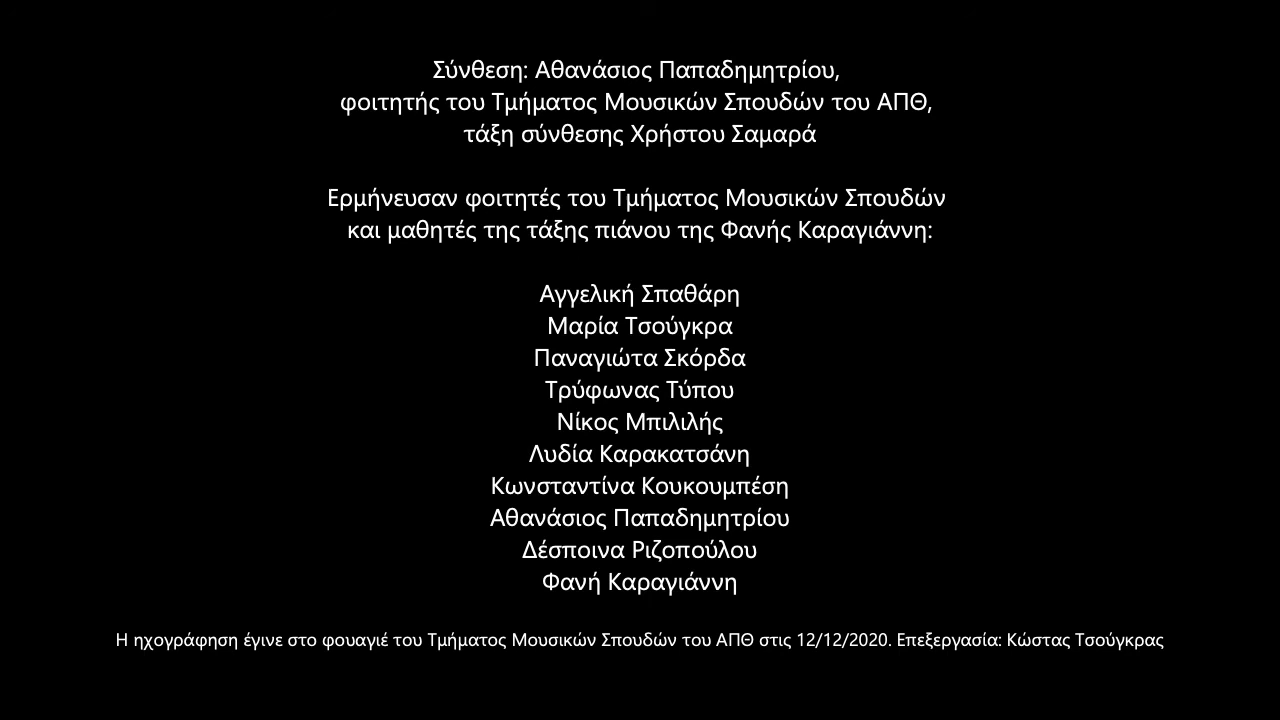 Σύνθεση: Αθανάσιος Παπαδημητρίου,
φοιτητής του Τμήματος Μουσικών Σπουδών του ΑΠΘ,
τάξη σύνθεσης Χρήστου Σαμαρά
Ερμήνευσαν φοιτητές του Τμήματος Μουσικών Σπουδών
και μαθητές της τάξης πιάνου της Φανής Καραγιάννη:
Αγγελική Σπαθάρη
Μαρία Τσούγκρα
Παναγιώτα Σκόρδα
Τρύφωνας Τύπου
Νίκος Μπιλιλής
Λυδία Καρακατσάνη
Κωνσταντίνα Κουκουμπέση
Αθανάσιος Παπαδημητρίου
Δέσποινα Ριζοπούλου
Φανή Καραγιάννη
Η ηχογράφηση έγινε στο φουαγιέ του Τμήματος Μουσικών Σπουδών του ΑΠΘ στις 12/12/2020. Επεξεργασία: Κώστας Τσούγκρας